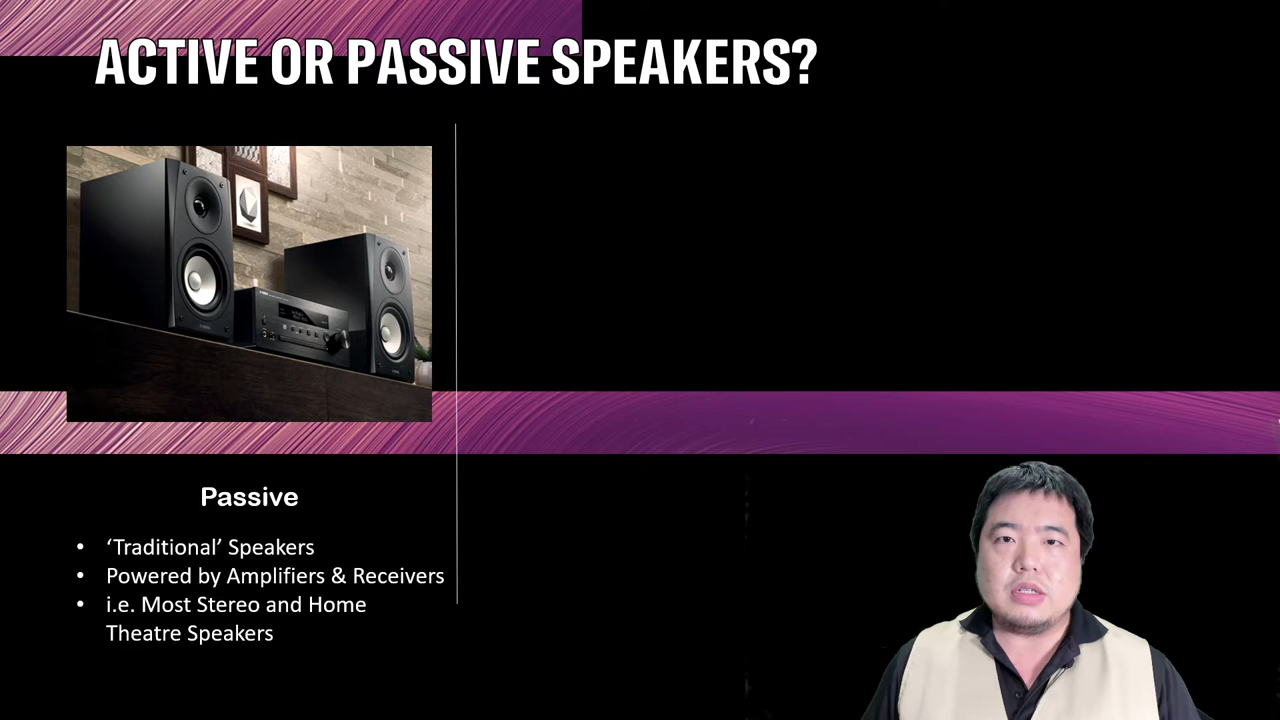 ACTIVE OR PASSIVE SPEAKERS?
Passive
• ‘Traditional’ Speakers
• Powered by Amplifiers & Receivers
• i.e. Most Stereo and Home
Theatre Speakers